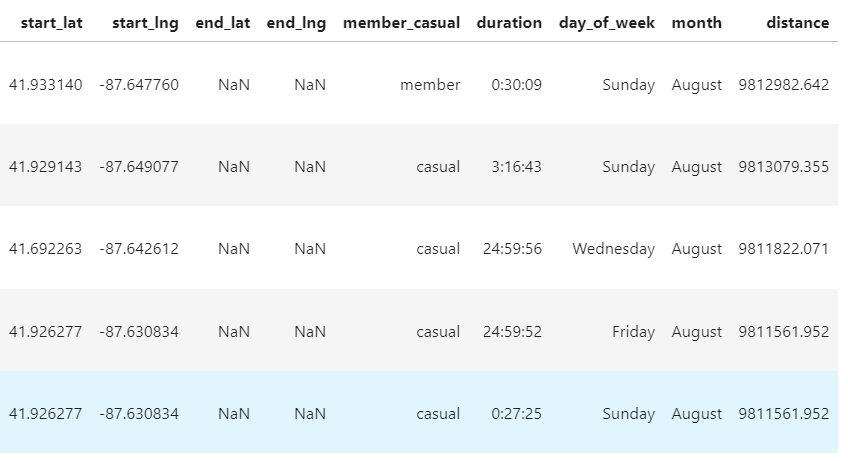 start_lat start_lng end_lat end_lng member_casual duration day_of_week month distance
41.933140 -87.647760 NaN NaN member 0:30:09 Sunday August 9812982.642
41.929143 -87.649077 NaN NaN casual 3:16:43 Sunday August 9813079.355
41.692263 -87.642612 NaN NaN casual 24:59:56 Wednesday August 9811822.071
41.926277 -87.630834 NaN NaN casual 24:59:52 Friday August 9811561.952
41.926277 -87.630834 NaN NaN casual 0:27:25 Sunday August 9811561.952